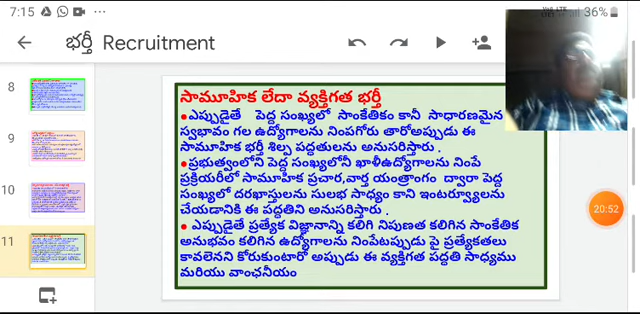 7:15
36%
భర్తీ Recruitment
8
9
10
11
సామూహిక లేదా వ్యక్తిగత భర్తీ
•ఎప్పుడైతే పెద్ద సంఖ్యలో సాంకేతికం కానీ సాధారణమైన
స్వభావం గల ఉద్యోగాలను నింపగోరు తారోఅప్పుడు ఈ
సామూహిక భర్తీ శిల్ప పద్ధతులను అనుసరిస్తారు .
•ప్రభుత్వంలోని పెద్ద సంఖ్యలోనీ ఖాళీఉద్యోగాలను నింపే
ప్రక్రియరీలో సామూహిక ప్రచార,వార్త యంత్రాంగం ద్వారా పెద్ద
సంఖ్యలో దరఖాస్తులను సులభ సాధ్యం కాని ఇంటర్వ్యూలను
చేయడానికి ఈ పద్ధతిని అనుసరిస్తారు .
• ఎప్పుడైతే ప్రత్యేక విజ్ఞానాన్ని కలిగి నిపుణత కలిగిన సాంకేతిక
అనుభవం కలిగిన ఉద్యోగాలను నింపేటప్పుడు పై ప్రత్యేకతలు
కావలెనని కోరుకుంటారో అప్పుడు ఈ వ్యక్తిగత పద్ధతి సాధ్యము
మరియు వాంఛనీయం
20:52